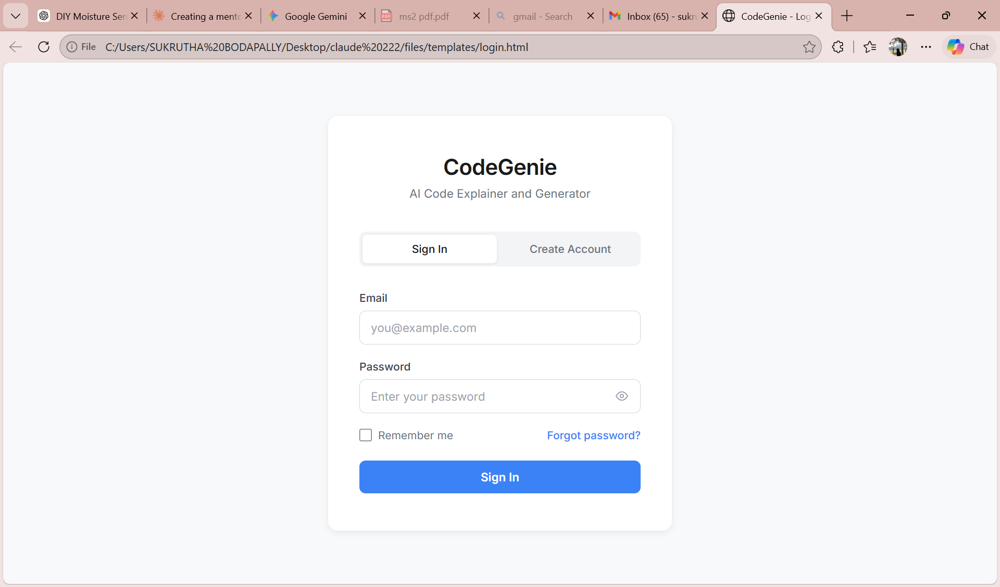 DIY Moisture Sen
Creating a mento
Google Gemini
ms2 pdf.pdf
gmail - Search
Inbox (65) - sukru
CodeGenie - Log
File C:/Users/SUKRUTHA%20BODAPALLY/Desktop/claude%20222/files/templates/login.html
Chat
CodeGenie
AI Code Explainer and Generator
Sign In
Create Account
Email
you@example.com
Password
Enter your password
Remember me
Forgot password?
Sign In